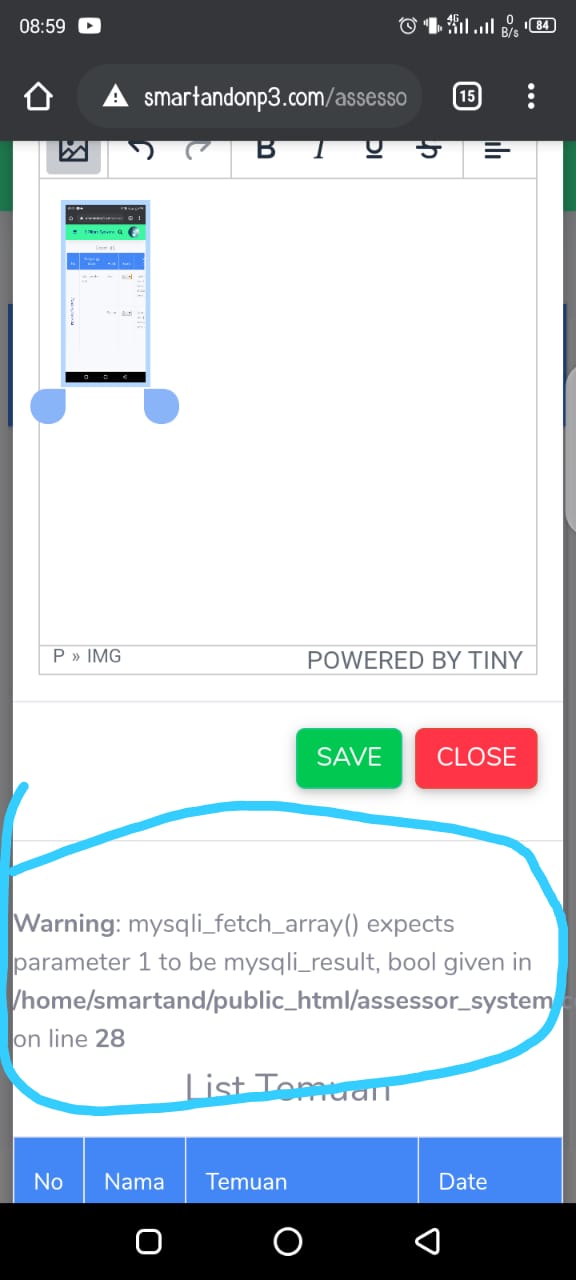 08:59
4G
0
B/s
84
smartandonp3.com/assesso
15
B I U S
P » IMG
POWERED BY TINY
SAVE
CLOSE
Warning: mysqli_fetch_array() expects
parameter 1 to be mysqli_result, bool given in
/home/smartand/public_html/assessor_system
on line 28
List Temuan
No
Nama
Temuan
Date